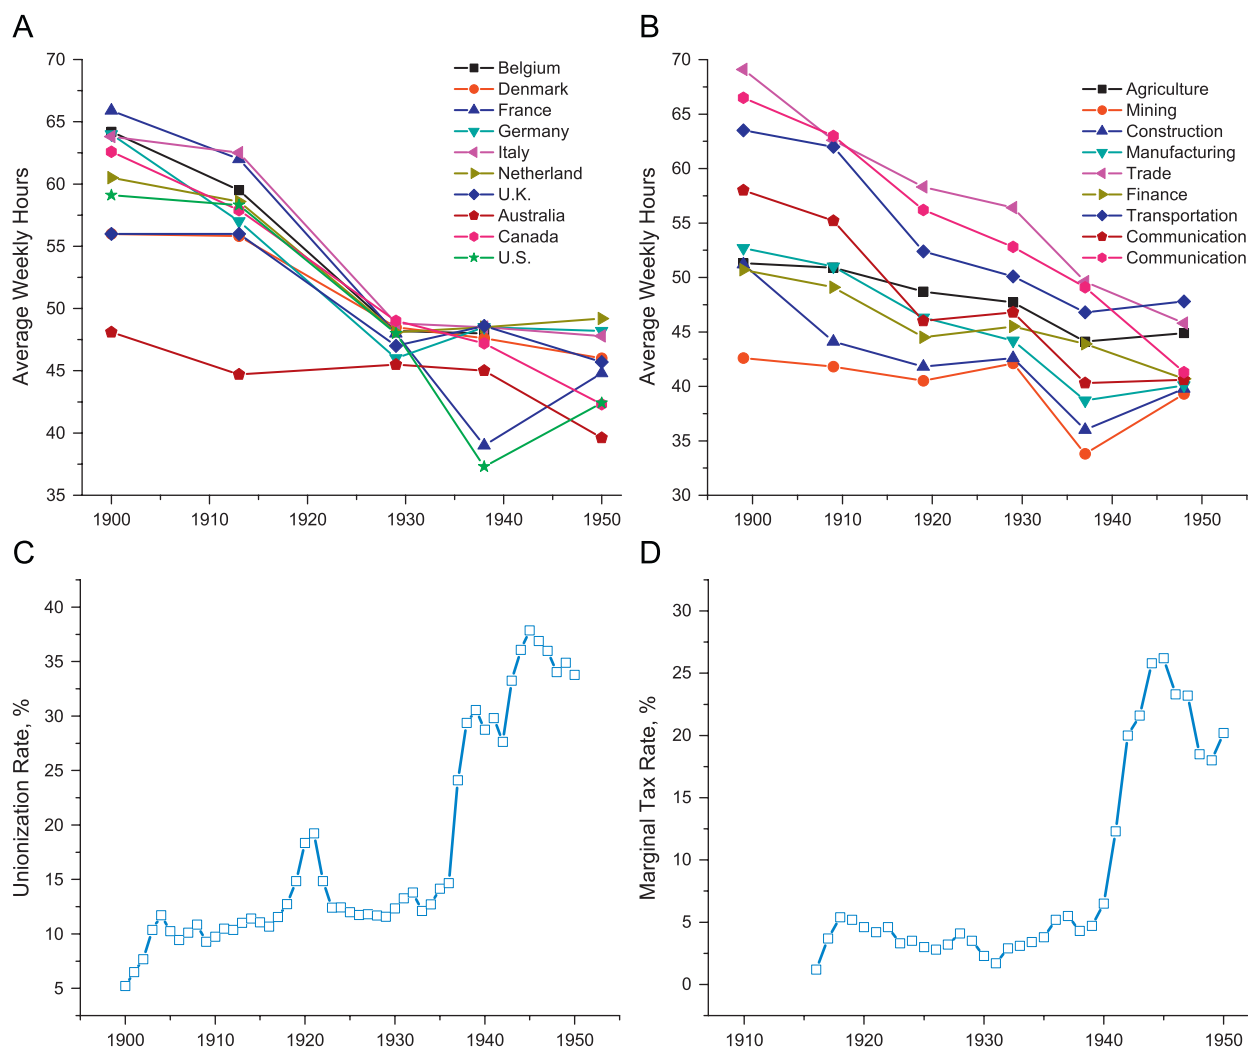 A
B
70
65
60
55
50
45
40
35
Average Weekly Hours
1900
1910
1920
1930
1940
1950
Belgium
Denmark
France
Germany
Italy
Netherland
U.K.
Australia
Canada
U.S.
70
65
60
55
50
45
40
35
30
Average Weekly Hours
1900
1910
1920
1930
1940
1950
Agriculture
Mining
Construction
Manufacturing
Trade
Finance
Transportation
Communication
Communication
C
D
40
35
30
25
20
15
10
5
Unionization Rate, %
1900
1910
1920
1930
1940
1950
30
25
20
15
10
5
0
Marginal Tax Rate, %
1910
1920
1930
1940
1950